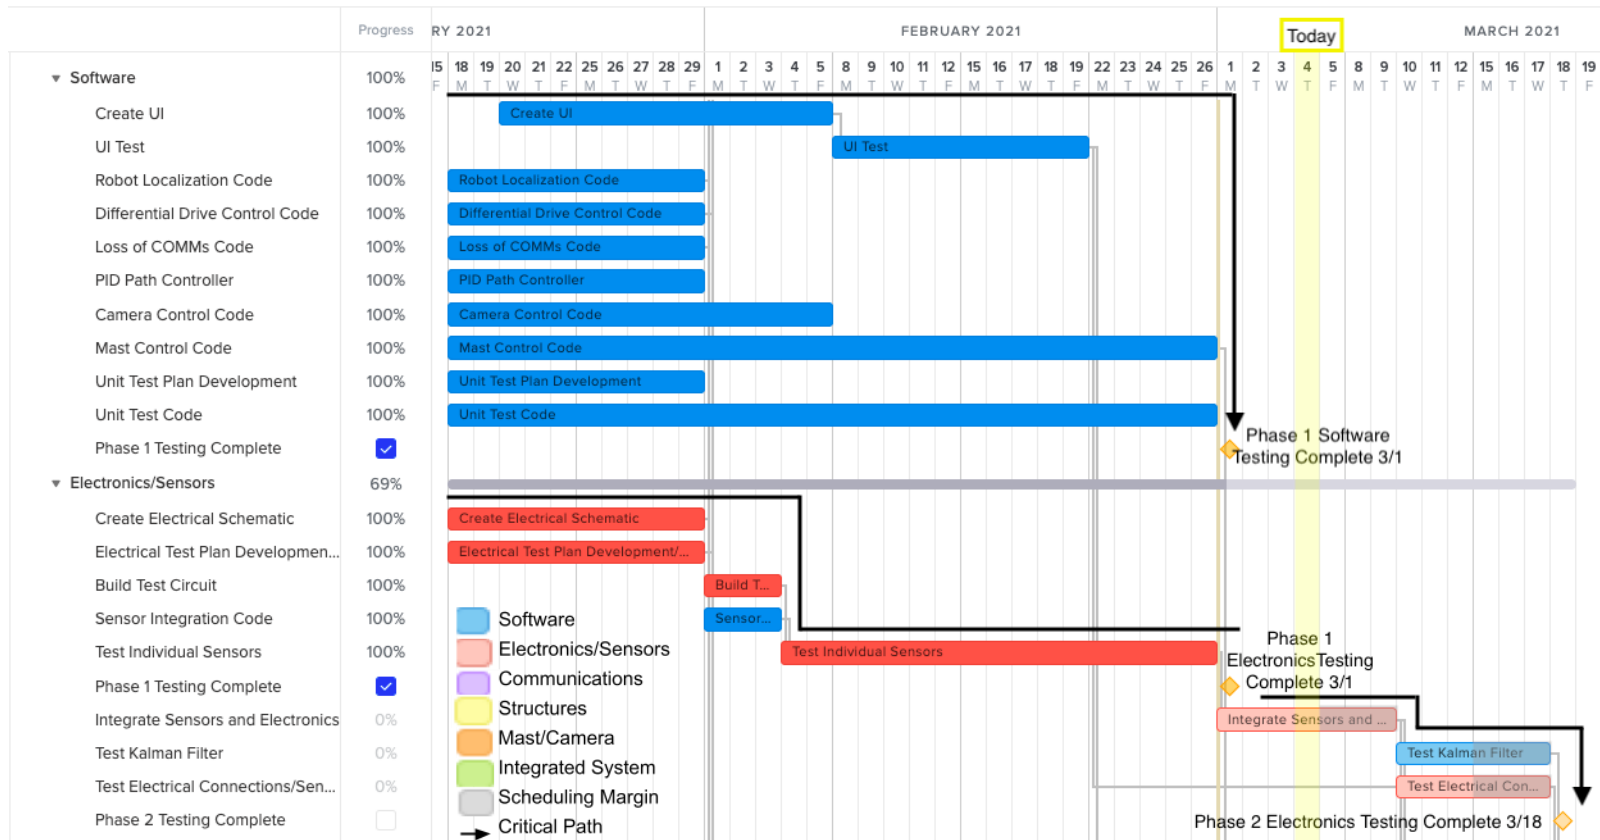 Progress RY 2021 FEBRUARY 2021 Today MARCH 2021
15 18 19 20 21 22 25 26 27 28 29 1 2 3 4 5 8 9 10 11 12 15 16 17 18 19 22 23 24 25 26 1 2 3 4 5 8 9 10 11 12 15 16 17 18 19
F M T W T F M T W T F M T W T F M T W T F M T W T F M T W T F M T W T F M T W T F M T W T F
Software 100%
Create UI 100% Create UI
UI Test 100% UI Test
Robot Localization Code 100% Robot Localization Code
Differential Drive Control Code 100% Differential Drive Control Code
Loss of COMMs Code 100% Loss of COMMs Code
PID Path Controller 100% PID Path Controller
Camera Control Code 100% Camera Control Code
Mast Control Code 100% Mast Control Code
Unit Test Plan Development 100% Unit Test Plan Development
Unit Test Code 100% Unit Test Code
Phase 1 Testing Complete
Phase 1 Software
Testing Complete 3/1
Electronics/Sensors 69%
Create Electrical Schematic 100% Create Electrical Schematic
Electrical Test Plan Developmen... 100% Electrical Test Plan Development/...
Build Test Circuit 100% Build T...
Sensor Integration Code 100% Sensor...
Test Individual Sensors 100% Test Individual Sensors
Phase 1
ElectronicsTesting
Complete 3/1
Phase 1 Testing Complete
Integrate Sensors and Electronics 0% Integrate Sensors and ...
Test Kalman Filter 0% Test Kalman Filter
Test Electrical Connections/Sen... 0% Test Electrical Con...
Phase 2 Testing Complete Phase 2 Electronics Testing Complete 3/18
Software
Electronics/Sensors
Communications
Structures
Mast/Camera
Integrated System
Scheduling Margin
Critical Path